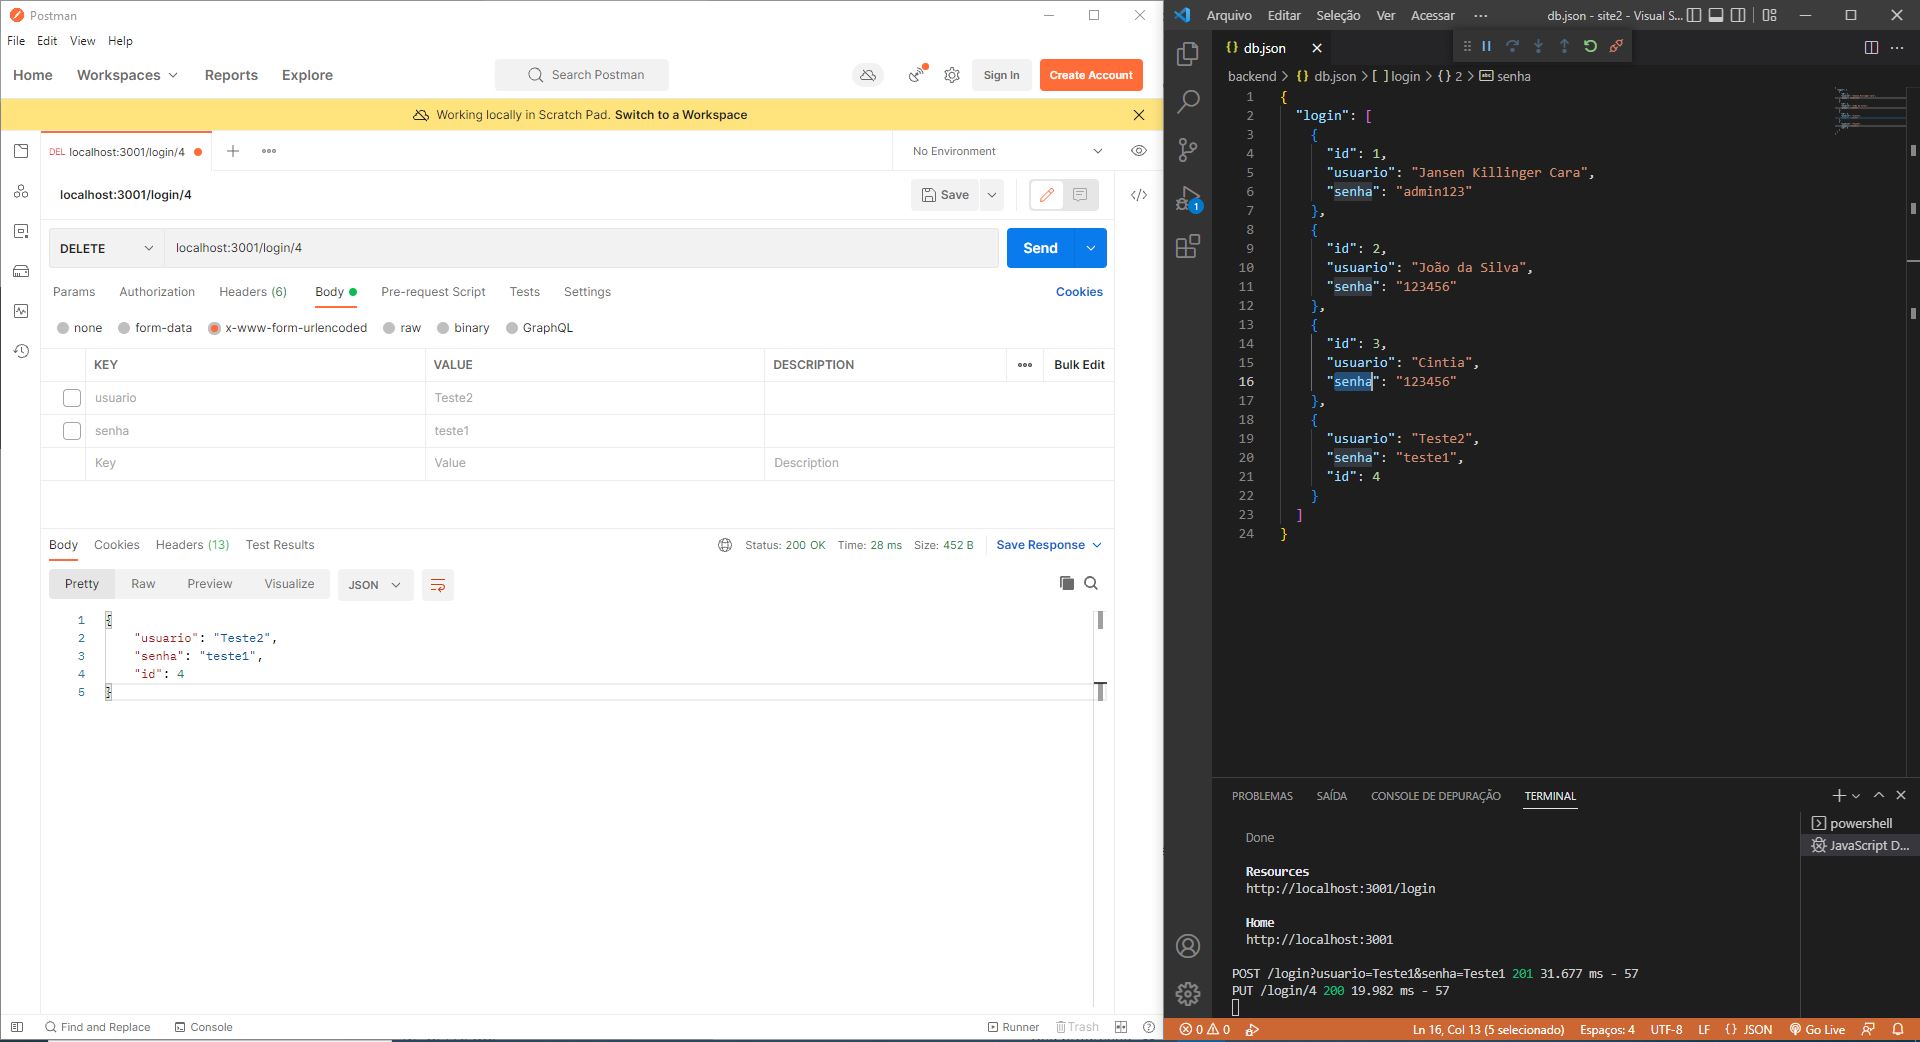 Postman
File Edit View Help
Home Workspaces Reports Explore
Search Postman
Sign In
Create Account
Working locally in Scratch Pad. Switch to a Workspace
DEL localhost:3001/login/4
No Environment
localhost:3001/login/4
Save
DELETE
localhost:3001/login/4
Send
Params Authorization Headers (6) Body Pre-request Script Tests Settings
Cookies
none form-data x-www-form-urlencoded raw binary GraphQL
KEY VALUE DESCRIPTION Bulk Edit
usuario Teste2
senha teste1
Key Value Description
Body Cookies Headers (13) Test Results
Status: 200 OK Time: 28 ms Size: 452 B
Save Response
Pretty Raw Preview Visualize JSON
1 {
2 "usuario": "Teste2",
3 "senha": "teste1",
4 "id": 4
5 }
Find and Replace Console
Runner Trash
Arquivo Editar Seleção Ver Acessar ···
db.json - site2 - Visual S...
{} db.json
backend > {} db.json > [ ] login > {} 2 > abc senha
1
1 {
2 "login": [
3 {
4 "id": 1,
5 "usuario": "Jansen Killinger Cara",
6 "senha": "admin123"
7 },
8 {
9 "id": 2,
10 "usuario": "João da Silva",
11 "senha": "123456"
12 },
13 {
14 "id": 3,
15 "usuario": "Cintia",
16 "senha": "123456"
17 },
18 {
19 "usuario": "Teste2",
20 "senha": "teste1",
21 "id": 4
22 }
23 ]
24 }
PROBLEMAS SAÍDA CONSOLE DE DEPURAÇÃO TERMINAL
powershell
JavaScript D...
Done
Resources
http://localhost:3001/login
Home
http://localhost:3001
POST /login?usuario=Teste1&senha=Teste1 201 31.677 ms - 57
PUT /login/4 200 19.982 ms - 57
0 0
Ln 16, Col 13 (5 selecionado) Espaços: 4 UTF-8 LF {} JSON Go Live